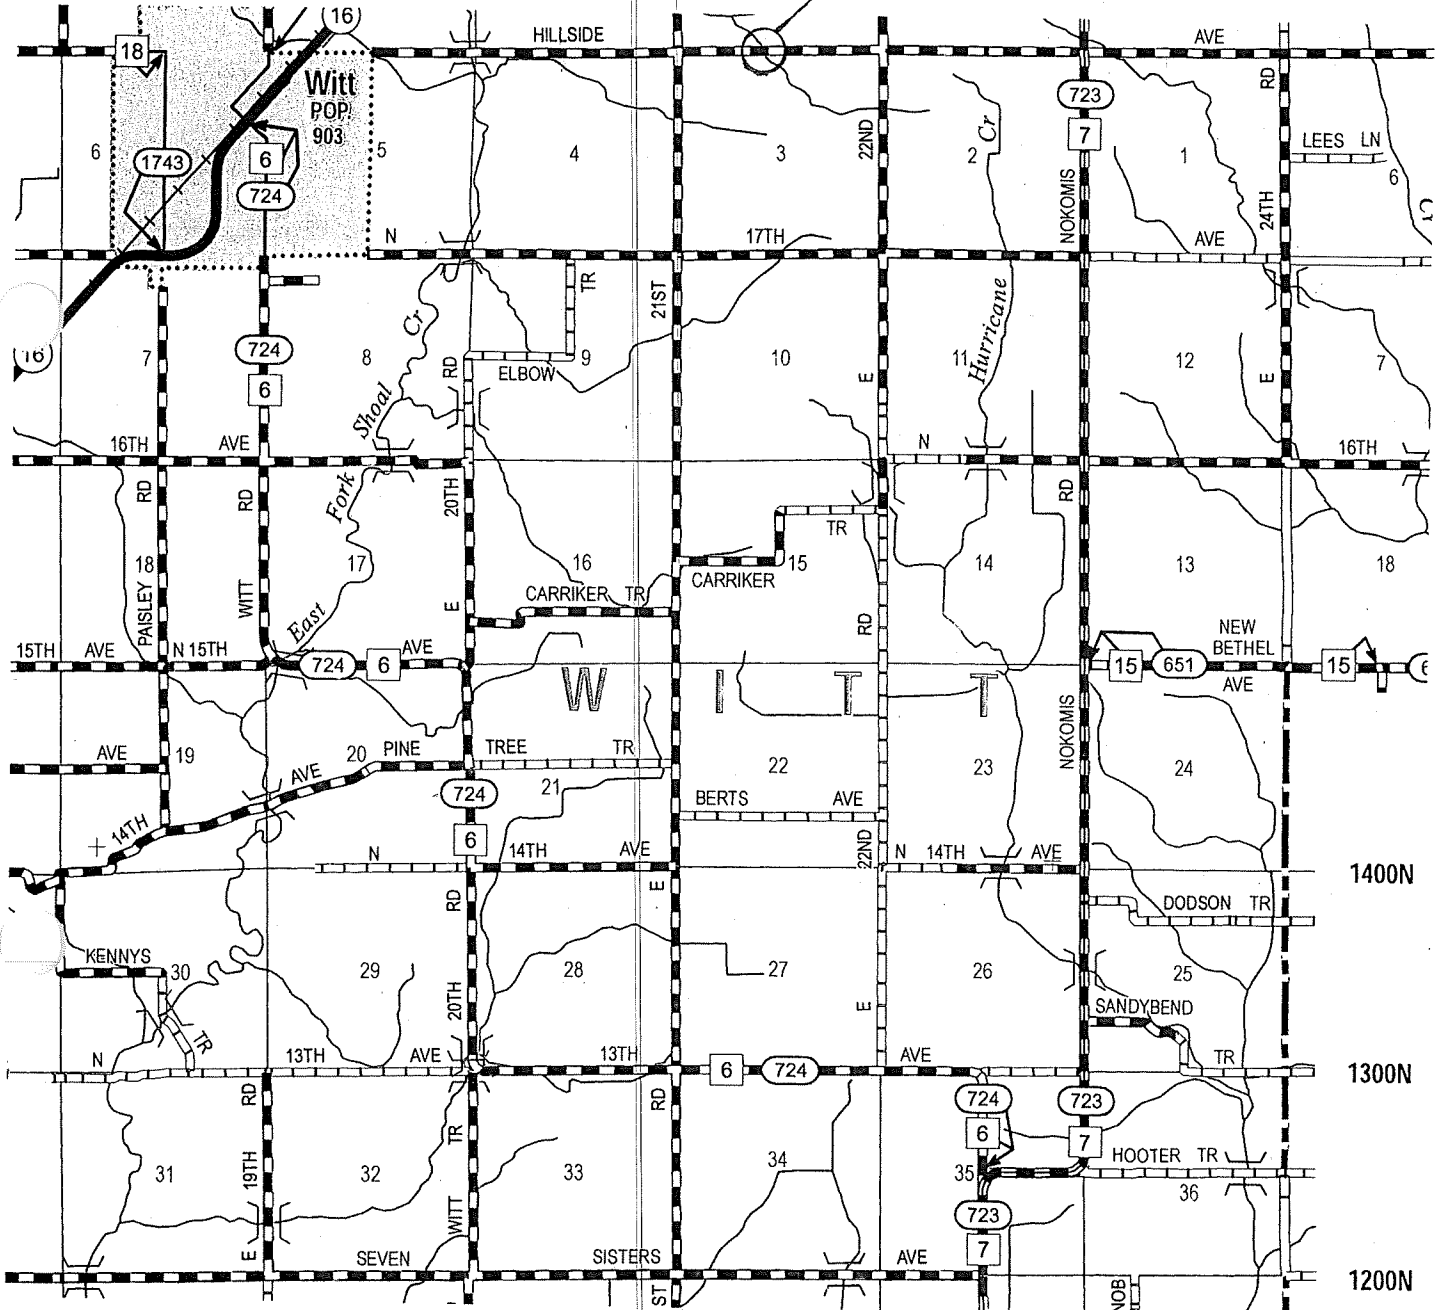 16
18
HILLSIDE
AVE
Witt
POP.
903
RD
723
7
22ND
Cr
6
5
4
3
2
1
LEES LN
6
1743
6
724
NOKOMIS
24TH
Cr
N
17TH
AVE
TR
21ST
Cr
Hurricane
724
16
7
8
RD
9
10
11
12
7
ELBOW
6
E
E
Shoal
16TH
AVE
N
16TH
RD
RD
Fork
20TH
RD
TR
18
17
16
15
14
13
18
CARRIKER
CARRIKER TR
PAISLEY
WITT
E
East
RD
NEW
BETHEL
15TH
AVE
N 15TH
724
6
AVE
15
651
15
6
AVE
W I T T
NOKOMIS
AVE
19
20
PINE
TREE
TR
22
23
24
AVE
724
21
BERTS
AVE
14TH
6
22ND
N
14TH
AVE
N
14TH
AVE
1400N
RD
E
DODSON TR
KENNYS
30
29
28
27
26
25
20TH
E
SANDYBEND
TR
N
13TH
AVE
13TH
6
724
AVE
TR
1300N
RD
RD
724
723
TR
6
7
31
19TH
32
33
34
35
HOOTER TR
36
WITT
723
E
SEVEN
SISTERS
AVE
7
ST
NOB
1200N